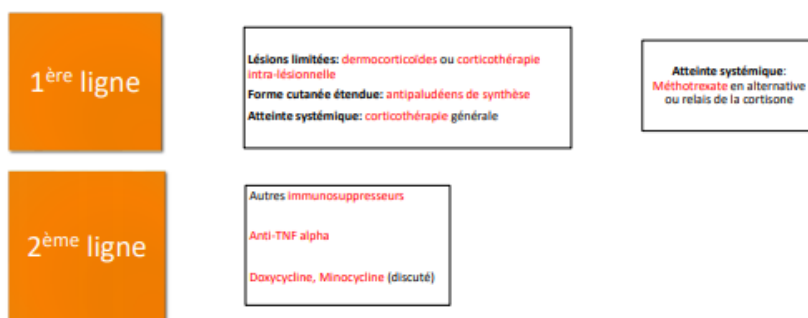 1ère ligne
Lésions limitées: dermocorticoïdes ou corticothérapie
intra-lésionnelle
Forme cutanée étendue: antipaludéens de synthèse
Atteinte systémique: corticothérapie générale
Atteinte systémique:
Méthotrexate en alternative
ou relais de la cortisone
2ème ligne
Autres immunosuppresseurs
Anti-TNF alpha
Doxycycline, Minocycline (discuté)